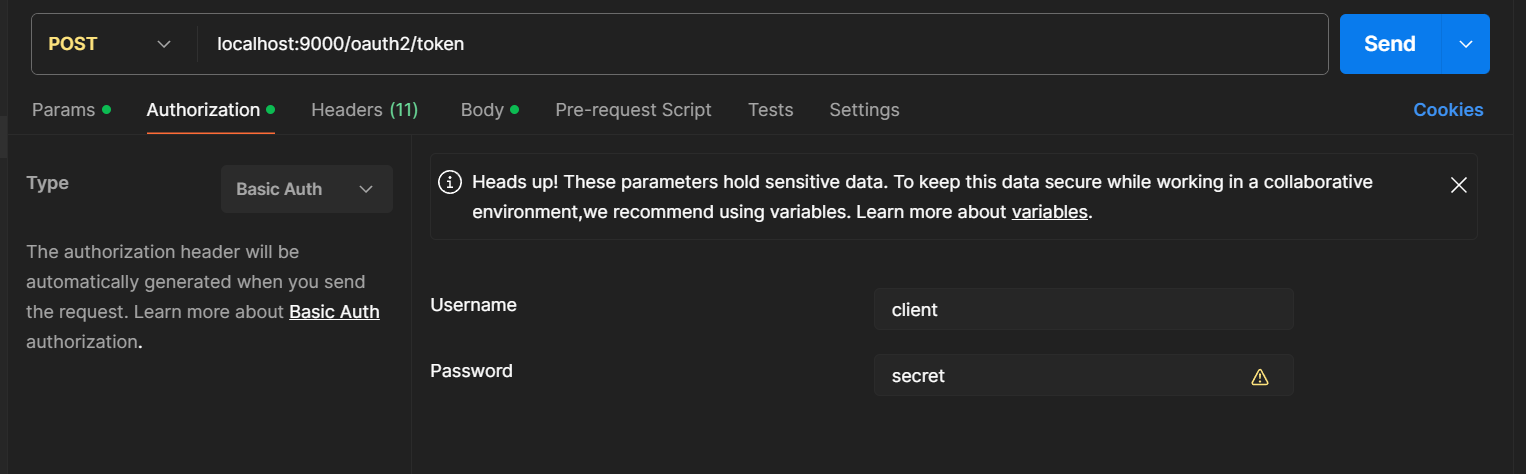 POST
localhost:9000/oauth2/token
Send
Params
Authorization
Headers (11)
Body
Pre-request Script
Tests
Settings
Cookies
Type
Basic Auth
The authorization header will be
automatically generated when you send
the request. Learn more about Basic Auth
authorization.
Heads up! These parameters hold sensitive data. To keep this data secure while working in a collaborative
environment,we recommend using variables. Learn more about variables.
Username
client
Password
secret